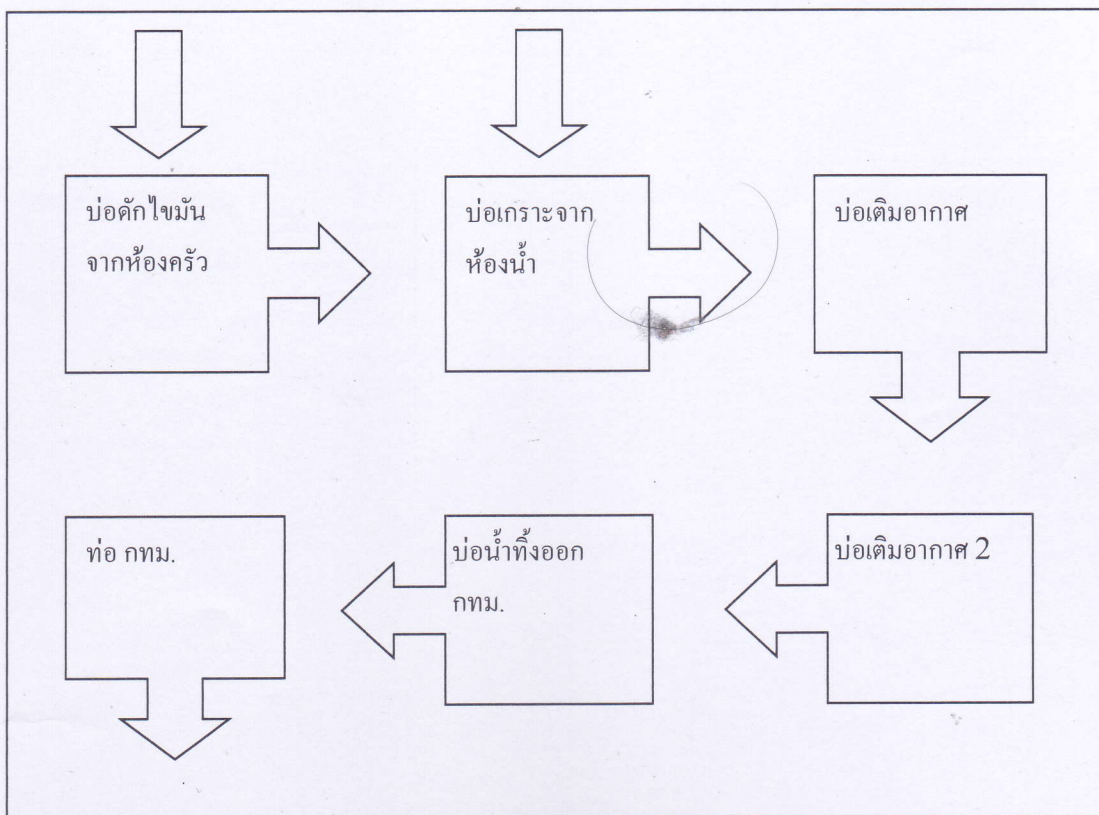 บ่อดักไขมัน
จากห้องครัว
บ่อเกราะจาก
ห้องน้ำ
บ่อเติมอากาศ
ท่อ กทม.
บ่อน้ำทิ้งออก
กทม.
บ่อเติมอากาศ 2